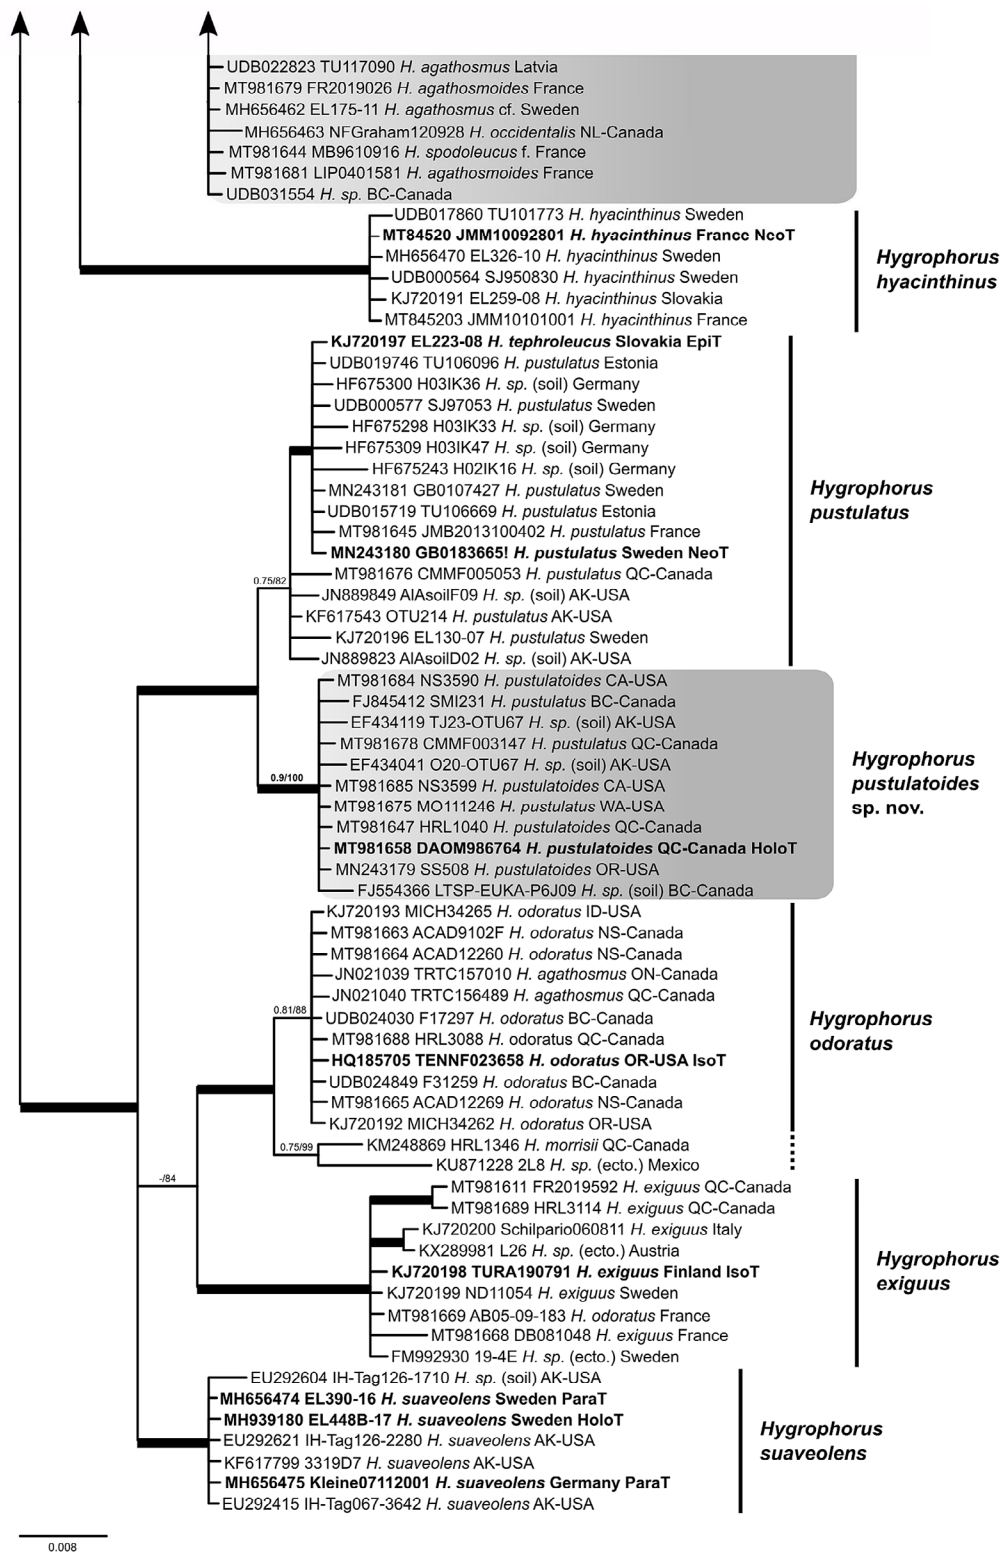 UDB022823 TU117090 H. agathosmus Latvia
MT981679 FR2019026 H. agathosmoides France
MH656462 EL175-11 H. agathosmus cf. Sweden
MH656463 NFGraham120928 H. occidentalis NL-Canada
MT981644 MB9610916 H. spodoleucus f. France
MT981681 LIP0401581 H. agathosmoides France
UDB031554 H. sp. BC-Canada
UDB017860 TU101773 H. hyacinthinus Sweden
MT84520 JMM10092801 H. hyacinthinus France NeoT
MH656470 EL326-10 H. hyacinthinus Sweden
UDB000564 SJ950830 H. hyacinthinus Sweden
KJ720191 EL259-08 H. hyacinthinus Slovakia
MT845203 JMM10101001 H. hyacinthinus France
Hygrophorus
hyacinthinus
KJ720197 EL223-08 H. tephroleucus Slovakia EpiT
UDB019746 TU106096 H. pustulatus Estonia
HF675300 H03IK36 H. sp. (soil) Germany
UDB000577 SJ97053 H. pustulatus Sweden
HF675298 H03IK33 H. sp. (soil) Germany
HF675309 H03IK47 H. sp. (soil) Germany
HF675243 H02IK16 H. sp. (soil) Germany
MN243181 GB0107427 H. pustulatus Sweden
UDB015719 TU106669 H. pustulatus Estonia
MT981645 JMB2013100402 H. pustulatus France
MN243180 GB0183665! H. pustulatus Sweden NeoT
MT981676 CMMF005053 H. pustulatus QC-Canada
0.75/82
JN889849 AlAsoilF09 H. sp. (soil) AK-USA
KF617543 OTU214 H. pustulatus AK-USA
KJ720196 EL130-07 H. pustulatus Sweden
JN889823 AlAsoilD02 H. sp. (soil) AK-USA
Hygrophorus
pustulatus
MT981684 NS3590 H. pustulatoides CA-USA
FJ845412 SMI231 H. pustulatus BC-Canada
EF434119 TJ23-OTU67 H. sp. (soil) AK-USA
MT981678 CMMF003147 H. pustulatus QC-Canada
EF434041 O20-OTU67 H. sp. (soil) AK-USA
0.9/100
MT981685 NS3599 H. pustulatoides CA-USA
MT981675 MO111246 H. pustulatus WA-USA
MT981647 HRL1040 H. pustulatoides QC-Canada
MT981658 DAOM986764 H. pustulatoides QC-Canada HoloT
MN243179 SS508 H. pustulatoides OR-USA
FJ554366 LTSP-EUKA-P6J09 H. sp. (soil) BC-Canada
Hygrophorus
pustulatoides
sp. nov.
KJ720193 MICH34265 H. odoratus ID-USA
MT981663 ACAD9102F H. odoratus NS-Canada
MT981664 ACAD12260 H. odoratus NS-Canada
JN021039 TRTC157010 H. agathosmus ON-Canada
JN021040 TRTC156489 H. agathosmus QC-Canada
0.81/88
UDB024030 F17297 H. odoratus BC-Canada
MT981688 HRL3088 H. odoratus QC-Canada
HQ185705 TENNF023658 H. odoratus OR-USA IsoT
UDB024849 F31259 H. odoratus BC-Canada
MT981665 ACAD12269 H. odoratus NS-Canada
KJ720192 MICH34262 H. odoratus OR-USA
Hygrophorus
odoratus
0.75/99
KM248869 HRL1346 H. morrisii QC-Canada
KU871228 2L8 H. sp. (ecto.) Mexico
-/84
MT981611 FR2019592 H. exiguus QC-Canada
MT981689 HRL3114 H. exiguus QC-Canada
KJ720200 Schilpario060811 H. exiguus Italy
KX289981 L26 H. sp. (ecto.) Austria
KJ720198 TURA190791 H. exiguus Finland IsoT
KJ720199 ND11054 H. exiguus Sweden
MT981669 AB05-09-183 H. odoratus France
MT981668 DB081048 H. exiguus France
FM992930 19-4E H. sp. (ecto.) Sweden
Hygrophorus
exiguus
EU292604 IH-Tag126-1710 H. sp. (soil) AK-USA
MH656474 EL390-16 H. suaveolens Sweden ParaT
MH939180 EL448B-17 H. suaveolens Sweden HoloT
EU292621 IH-Tag126-2280 H. suaveolens AK-USA
KF617799 3319D7 H. suaveolens AK-USA
MH656475 Kleine07112001 H. suaveolens Germany ParaT
EU292415 IH-Tag067-3642 H. suaveolens AK-USA
Hygrophorus
suaveolens
0.008